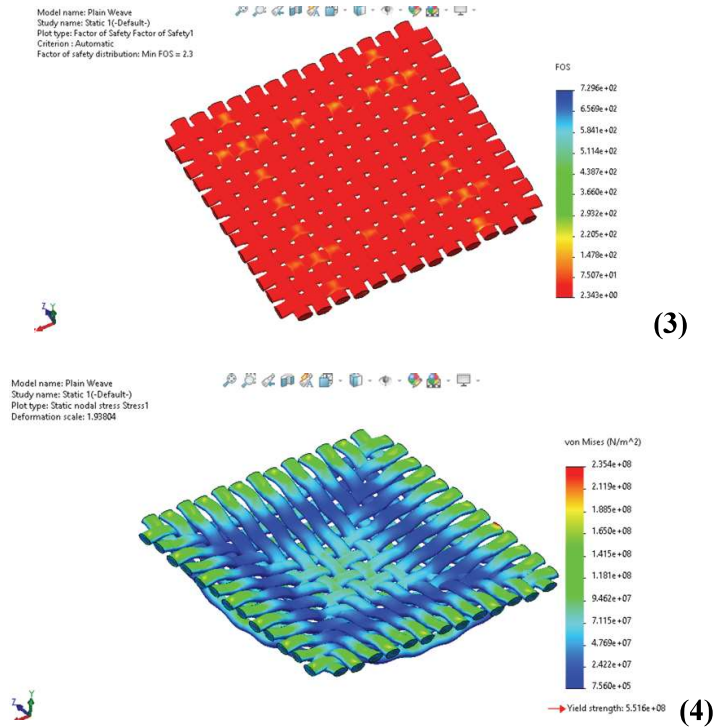 Model name: Plain Weave
Study name: Static 1(-Default-)
Plot type: Factor of Safety Factor of Safety1
Criterion : Automatic
Factor of safety distribution: Min FOS = 2.3
FOS
7.296e+02
6.569e+02
5.841e+02
5.114e+02
4.387e+02
3.660e+02
2.932e+02
2.205e+02
1.478e+02
7.507e+01
2.343e+00
Z Y
(3)
Model name: Plain Weave
Study name: Static 1(-Default-)
Plot type: Static nodal stress Stress1
Deformation scale: 1.93804
von Mises (N/m^2)
2.354e+08
2.119e+08
1.885e+08
1.650e+08
1.415e+08
1.181e+08
9.462e+07
7.115e+07
4.769e+07
2.422e+07
7.560e+05
Yield strength: 5.516e+08
Z Y
(4)